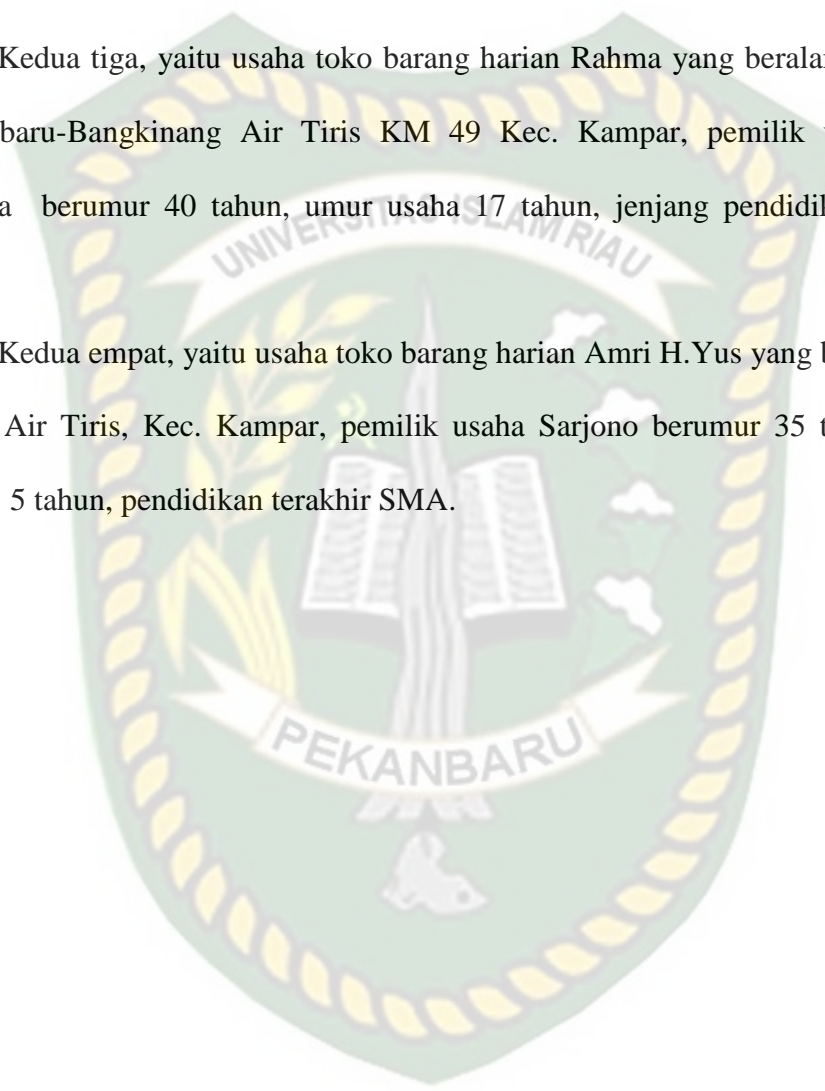 Kedua tiga, yaitu usaha toko barang harian Rahma yang
baru-Bangkinang Air Tiris KM 49 Kec. Kampar, pemilik
berumur 40 tahun, umur usaha 17 tahun, jenjang
UNIVERSITAS ISLAM RIAU
Kedua empat, yaitu usaha toko barang harian Amri H.Yus yang
Air Tiris, Kec. Kampar, pemilik usaha Sarjono berumur 35
5 tahun, pendidikan terakhir SMA.
PEKANBARU